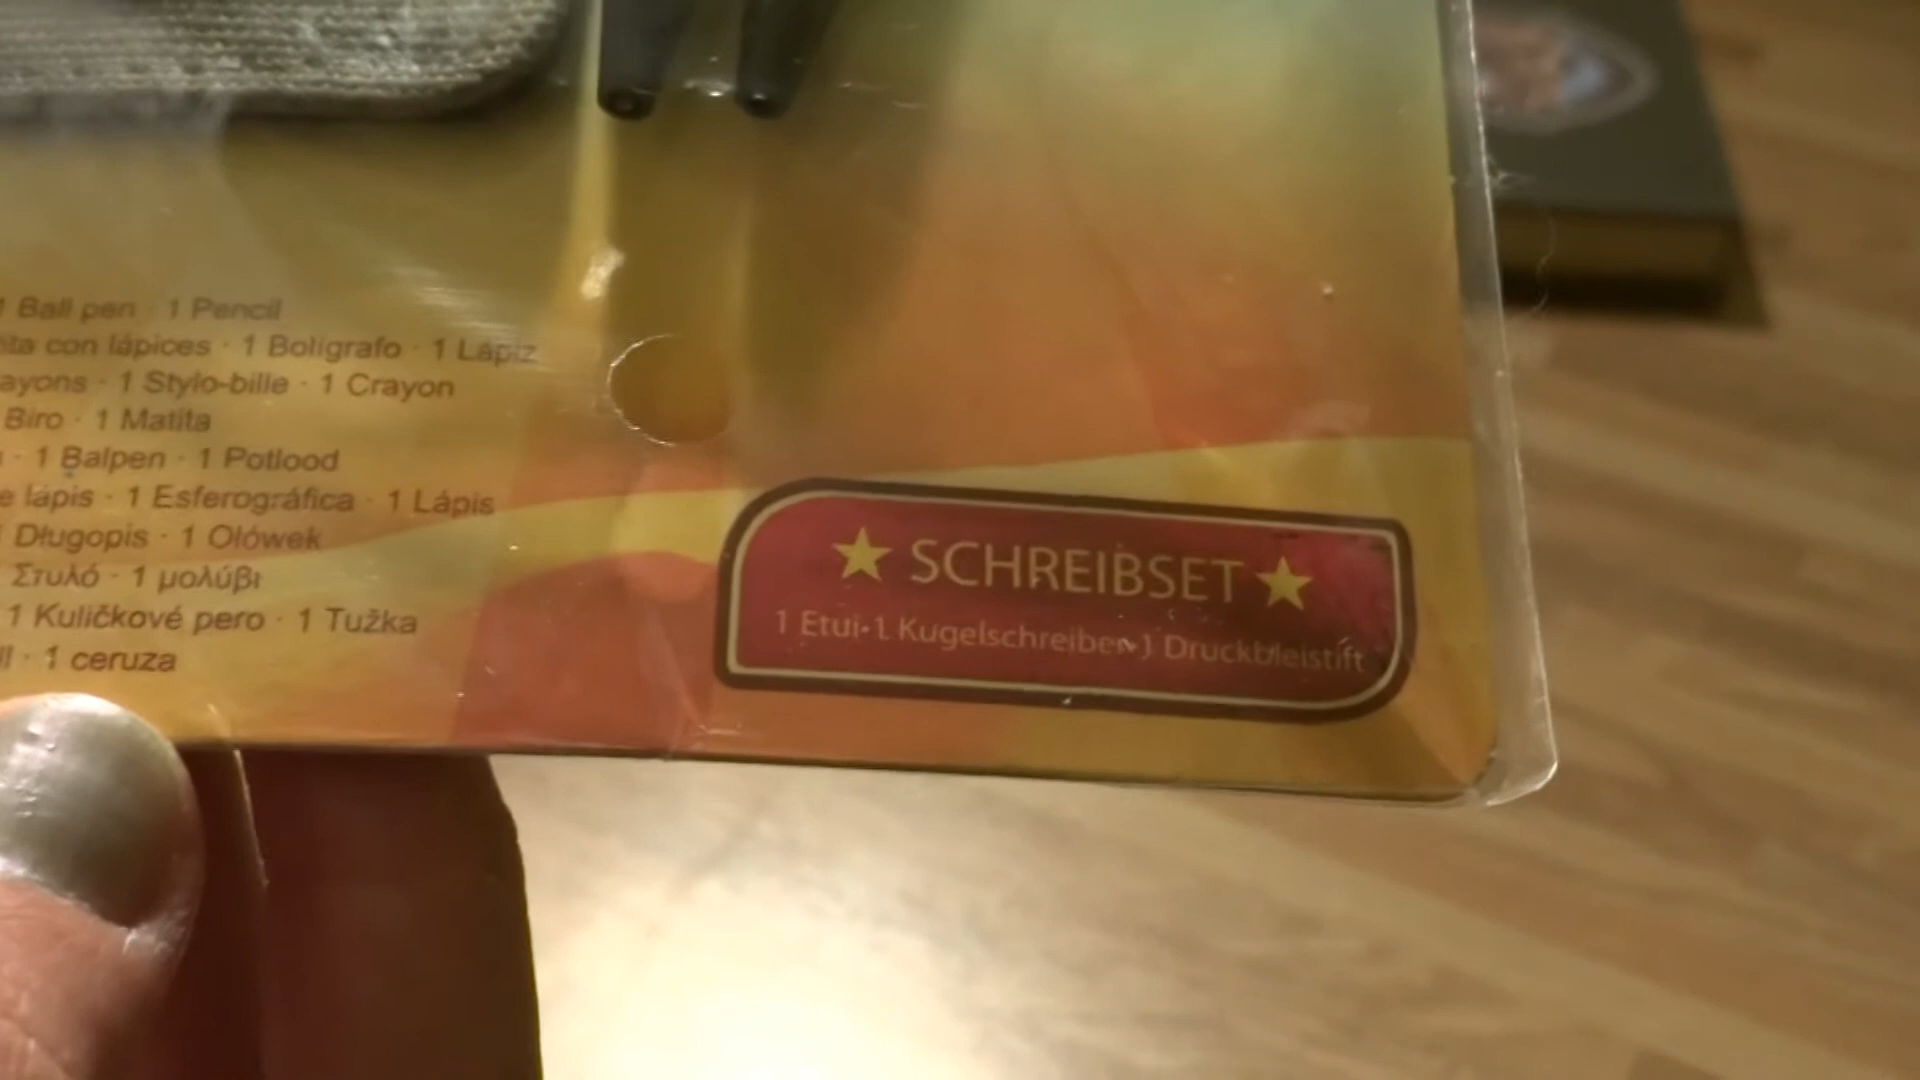 1 Ball pen · 1 Pencil
con lápices · 1 Bolígrafo · 1 Lápiz
1 Stylo-bille · 1 Crayon
Biro · 1 Matita
· 1 Balpen · 1 Potlood
lápis · 1 Esferográfica · 1 Lápis
Długopis · 1 Ołówek
Στυλό · 1 μολύβι
1 Kuličkové pero · 1 Tužka
· 1 ceruza
★ SCHREIBSET ★
1 Etui · 1 Kugelschreiber · 1 Druckbleistift